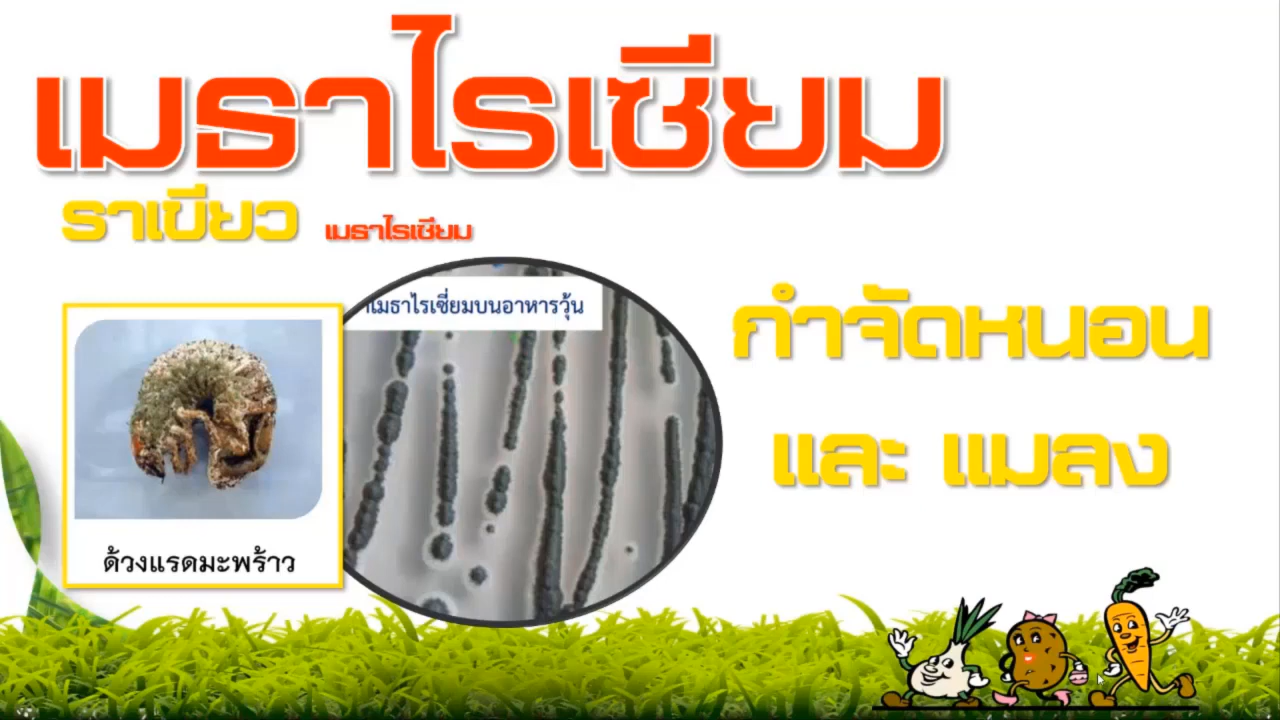 เมธาไรเซียม
ราเขียว เมธาไรเซียม
เมธาไรเซี่ยมบนอาหารวุ้น
กำจัดหนอน
และ แมลง
ด้วงแรดมะพร้าว